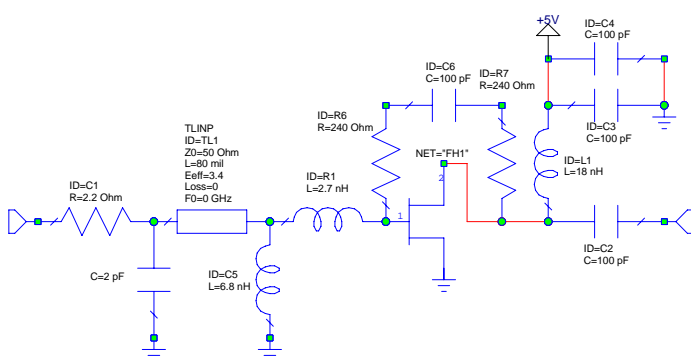 +5V
ID=C4
C=100 pF
ID=C6
C=100 pF
ID=R7
R=240 Ohm
ID=R6
R=240 Ohm
ID=C3
C=100 pF
TLINP
ID=TL1
Z0=50 Ohm
L=80 mil
Eeff=3.4
Loss=0
F0=0 GHz
NET="FH1"
2
ID=L1
L=18 nH
ID=R1
L=2.7 nH
ID=C1
R=2.2 Ohm
1
ID=C2
C=100 pF
C=2 pF
ID=C5
L=6.8 nH